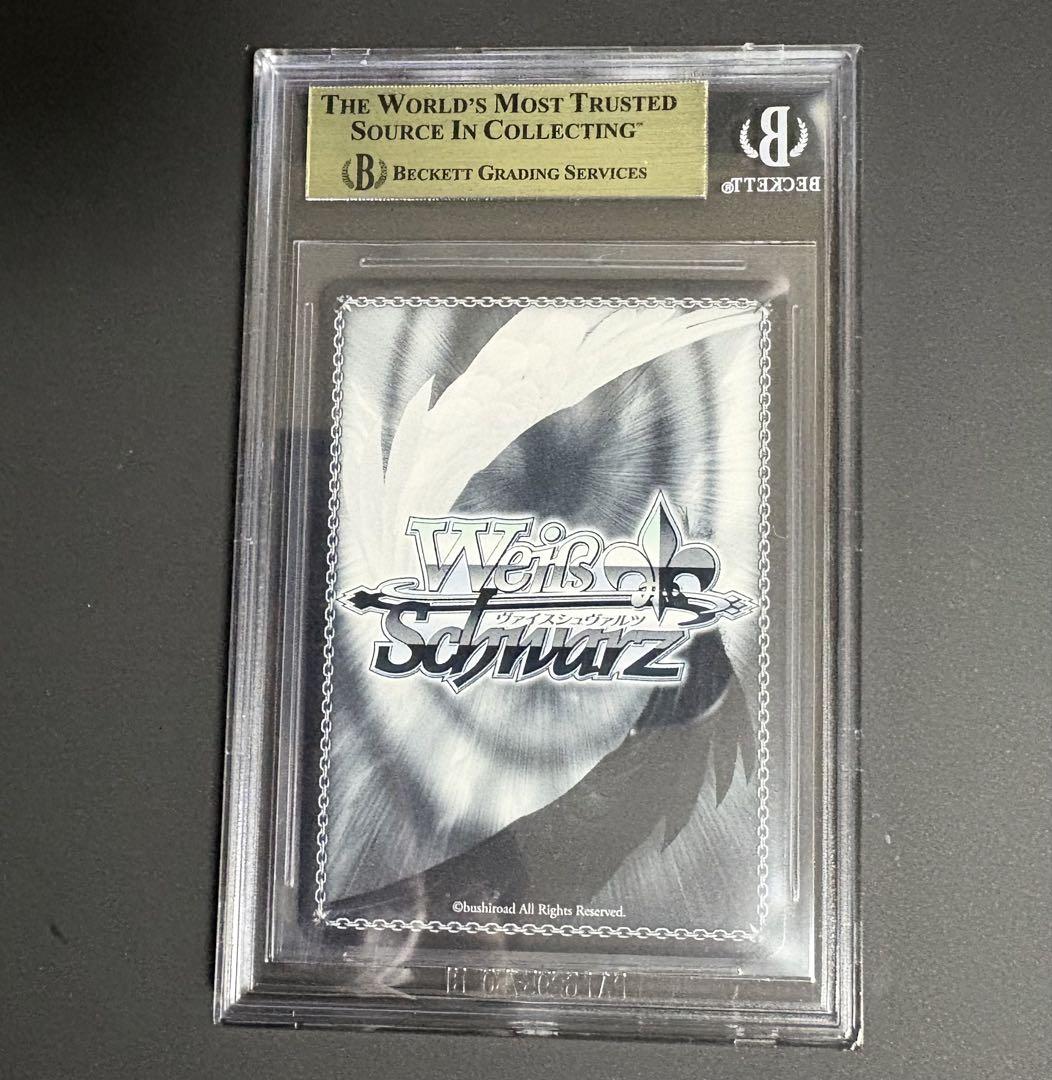 THE WORLD'S MOST TRUSTED
SOURCE IN COLLECTING™
B BECKETT GRADING SERVICES
B
BECKETT®
Weiß
ヴァイスシュヴァルツ
Schwarz
©bushiroad All Rights Reserved.